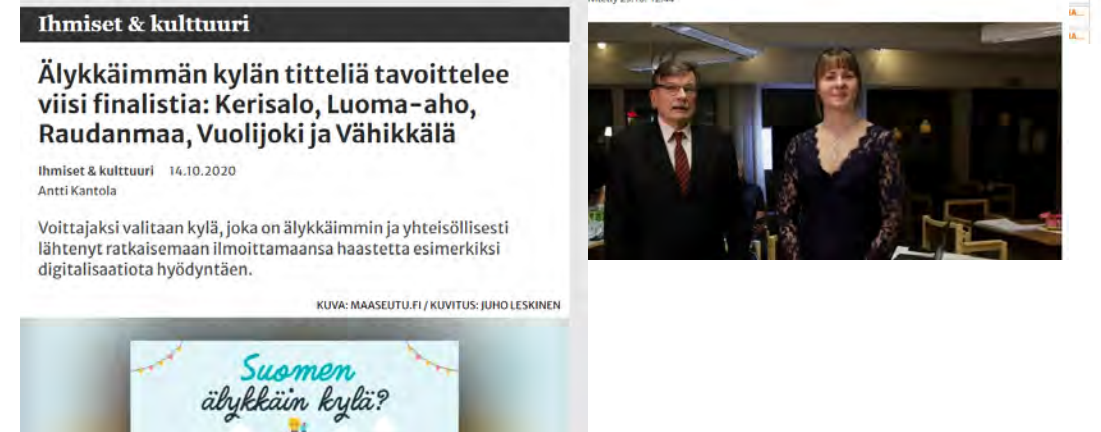 Ihmiset & kulttuuri
Älykkäimmän kylän titteliä tavoittelee
viisi finalistia: Kerisalo, Luoma-aho,
Raudanmaa, Vuolijoki ja Vähikkälä
Ihmiset & kulttuuri 14.10.2020
Antti Kantola
Voittajaksi valitaan kylä, joka on älykkäimmin ja yhteisöllisesti
lähtenyt ratkaisemaan ilmoittamaansa haastetta esimerkiksi
digitalisaatiota hyödyntäen.
KUVA: MAASEUTU.FI / KUVITUS: JUHO LESKINEN
Suomen
älykkäin kylä?